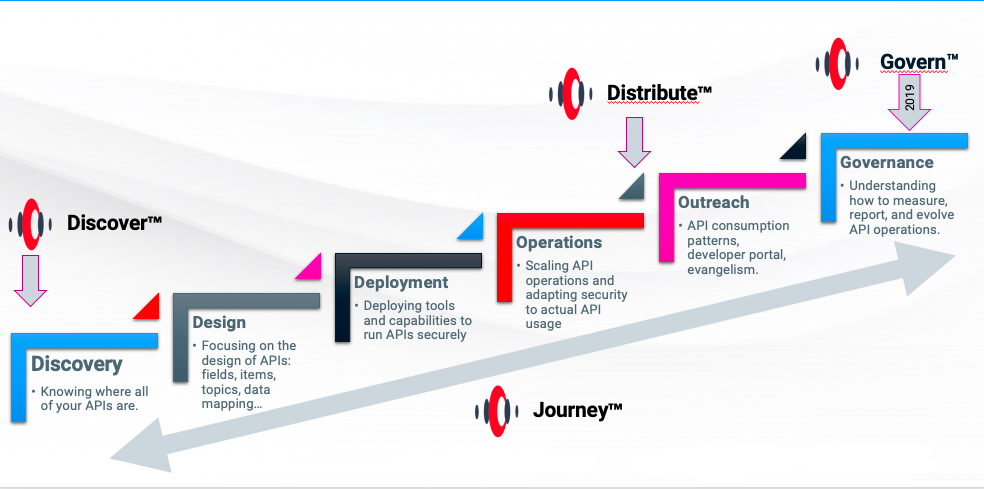 Govern™
2019
Distribute™
Discover™
Governance
• Understanding
how to measure,
report, and evolve
API operations.
Outreach
• API consumption
patterns,
developer portal,
evangelism.
Operations
• Scaling API
operations and
adapting security
to actual API
usage
Deployment
• Deploying tools
and capabilities to
run APIs securely
Design
• Focusing on the
design of APIs:
fields, items,
topics, data
mapping...
Discovery
• Knowing where all
of your APIs are.
Journey™